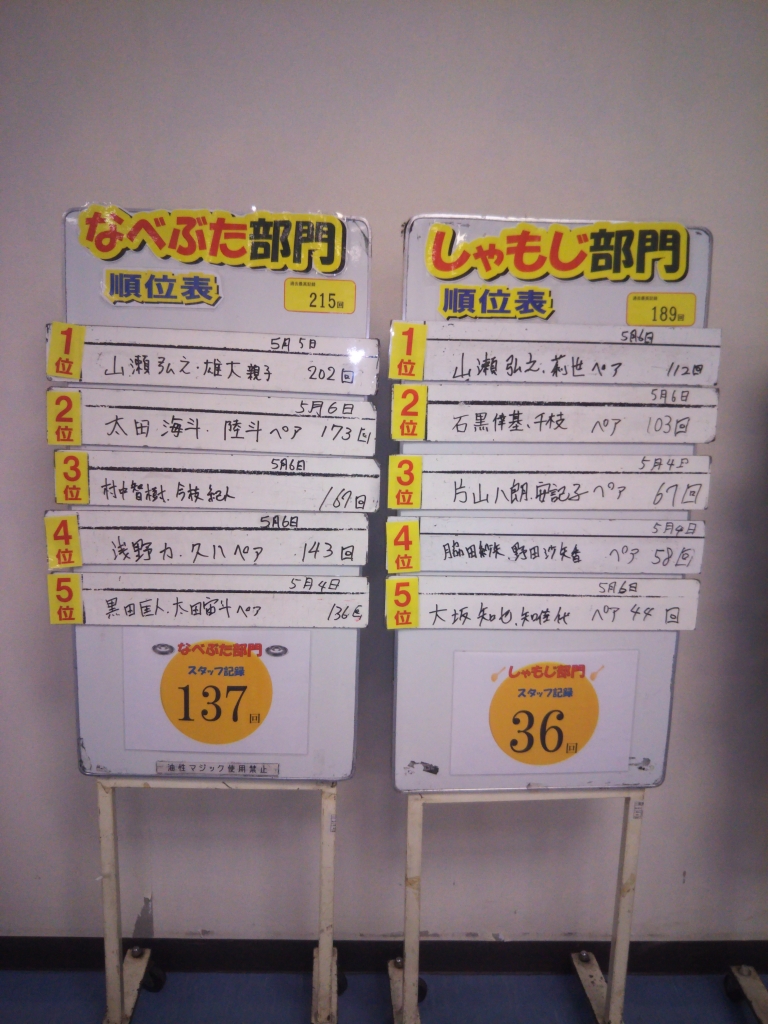 なべぶた部門
順位表
215回
1位
5月5日
山瀬弘之・雄大親子 202回
2位
5月6日
太田 海斗・陸斗ペア 173回
3位
5月6日
村中智樹、 167回
4位
5月6日
浅野力・久八ペア 143回
5位
5月4日
黒田匡人、太田宙斗ペア 136回
なべぶた部門
スタッフ記録
137回
油性マジック使用禁止
しゃもじ部門
順位表
189回
1位
5月6日
山瀬弘之、 ペア 112回
2位
5月6日
石黒 千枝 ペア 103回
3位
5月4日
片山八朗、安記子ペア 67回
4位
5月4日
脇田 野田沙矢香 ペア 58回
5位
5月6日
大坂知也、知佳代 ペア 44回
しゃもじ部門
スタッフ記録
36回